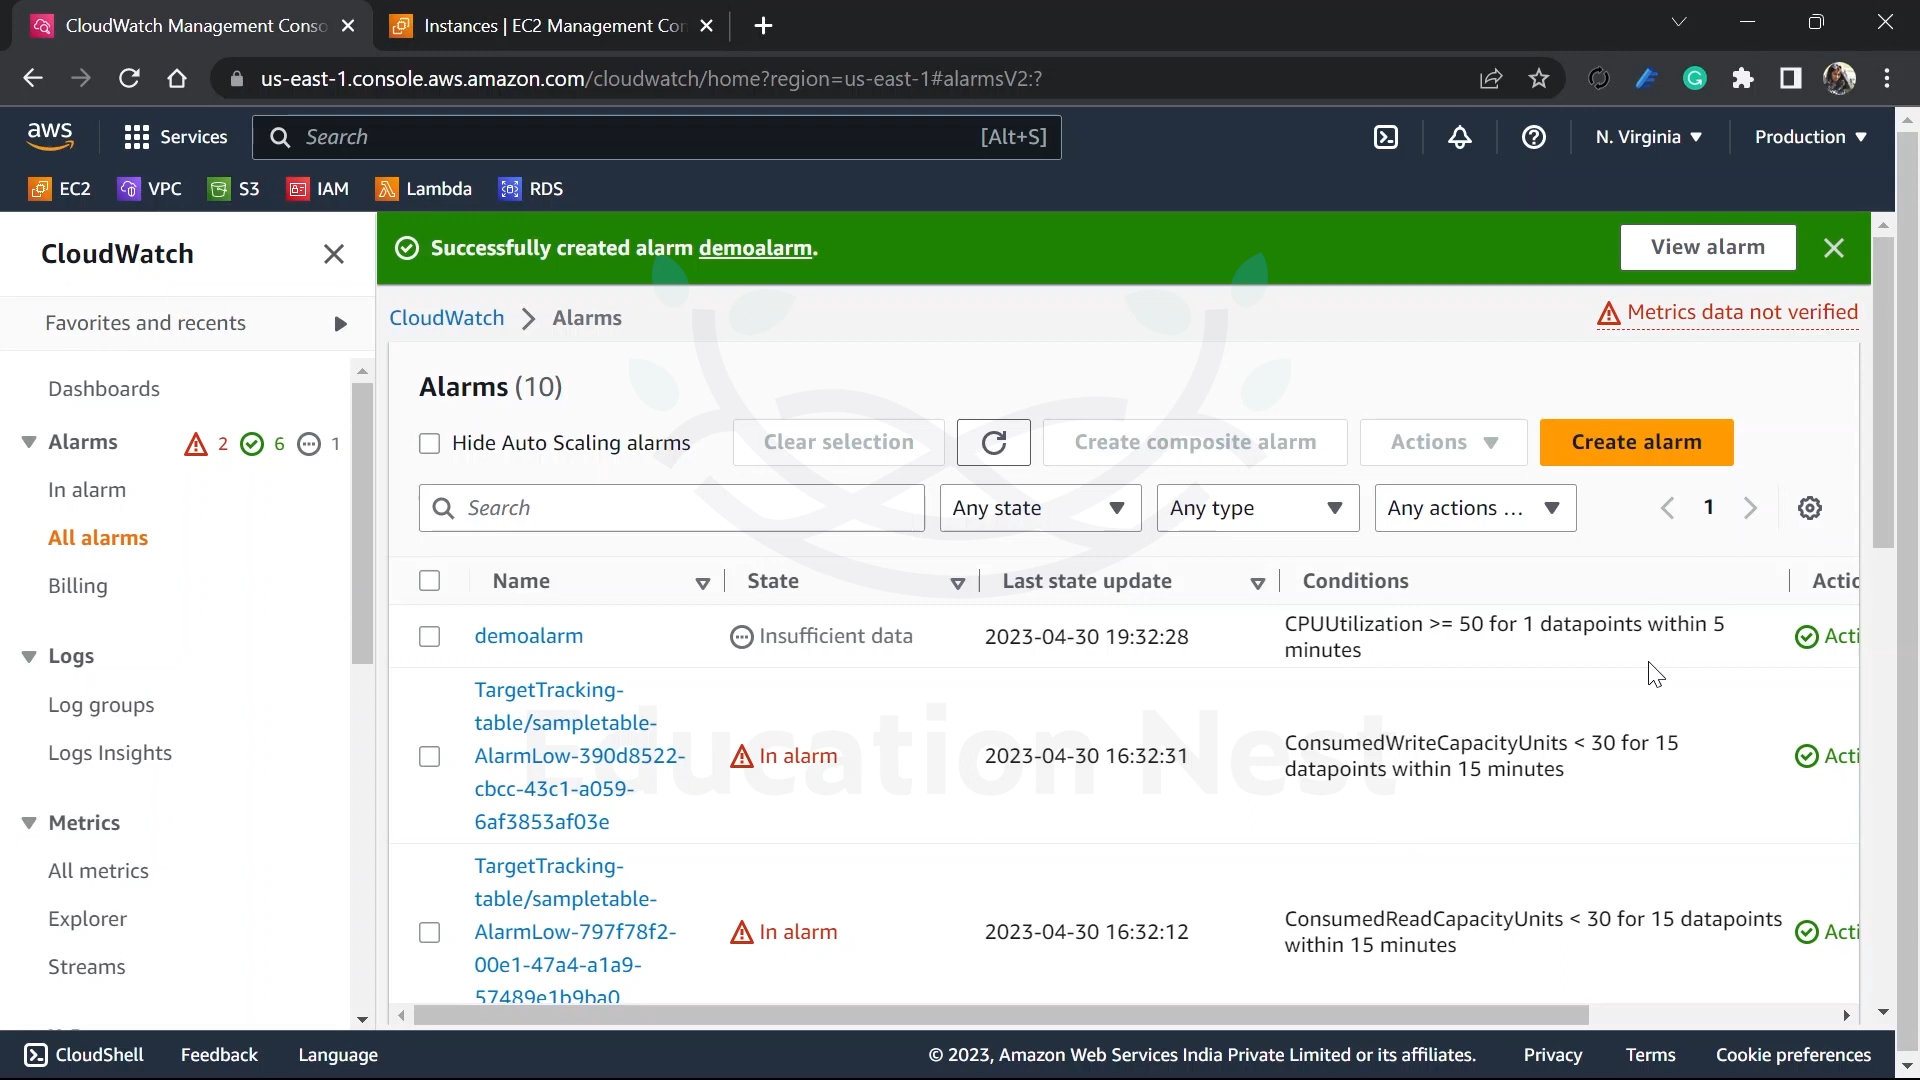 CloudWatch Management Conso
Instances | EC2 Management Con
us-east-1.console.aws.amazon.com/cloudwatch/home?region=us-east-1#alarmsV2:?
aws
Services
Search
[Alt+S]
N. Virginia
Production
EC2
VPC
S3
IAM
Lambda
RDS
CloudWatch
Favorites and recents
Dashboards
Alarms 2 6 1
In alarm
All alarms
Billing
Logs
Log groups
Logs Insights
Metrics
All metrics
Explorer
Streams
Successfully created alarm demoalarm.
View alarm
CloudWatch > Alarms
Metrics data not verified
Alarms (10)
Hide Auto Scaling alarms
Clear selection
Create composite alarm
Actions
Create alarm
Search
Any state
Any type
Any actions ...
1
Name
State
Last state update
Conditions
Actic
demoalarm
Insufficient data
2023-04-30 19:32:28
CPUUtilization >= 50 for 1 datapoints within 5
minutes
Acti
TargetTracking-
table/sampletable-
AlarmLow-390d8522-
cbcc-43c1-a059-
6af3853af03e
In alarm
2023-04-30 16:32:31
ConsumedWriteCapacityUnits < 30 for 15
datapoints within 15 minutes
Acti
TargetTracking-
table/sampletable-
AlarmLow-797f78f2-
00e1-47a4-a1a9-
57489e1b9ba0
In alarm
2023-04-30 16:32:12
ConsumedReadCapacityUnits < 30 for 15 datapoints
within 15 minutes
Acti
Education Nest
CloudShell
Feedback
Language
© 2023, Amazon Web Services India Private Limited or its affiliates.
Privacy
Terms
Cookie preferences